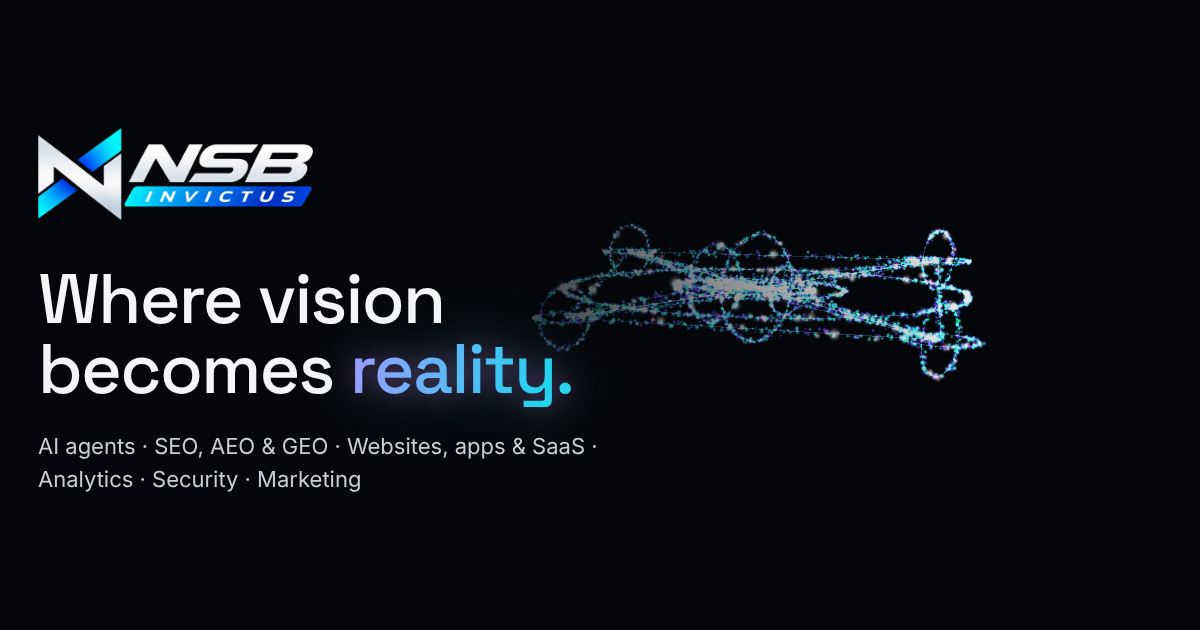 NSB
INVICTUS
Where vision
becomes reality.
AI agents · SEO, AEO & GEO · Websites, apps & SaaS ·
Analytics · Security · Marketing